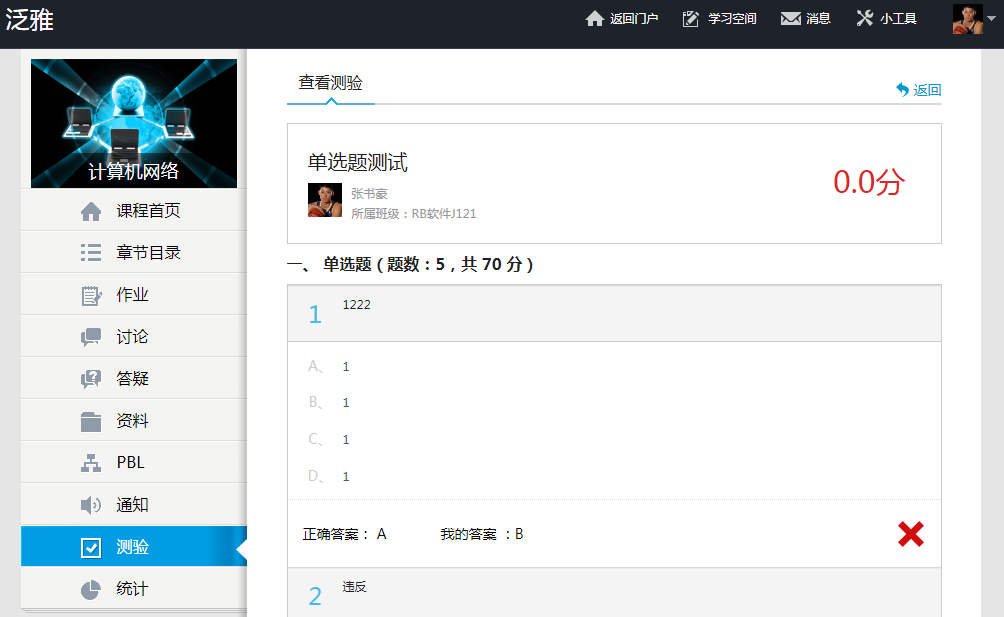 泛雅
返回门户
学习空间
消息
小工具
计算机网络
课程首页
章节目录
作业
讨论
答疑
资料
PBL
通知
测验
统计
查看测验
返回
单选题测试
张书豪
所属班级：RB软件J121
0.0分
一、 单选题（题数：5，共 70 分）
1 1222
A、 1
B、 1
C、 1
D、 1
正确答案： A 我的答案 ：B
2 违反